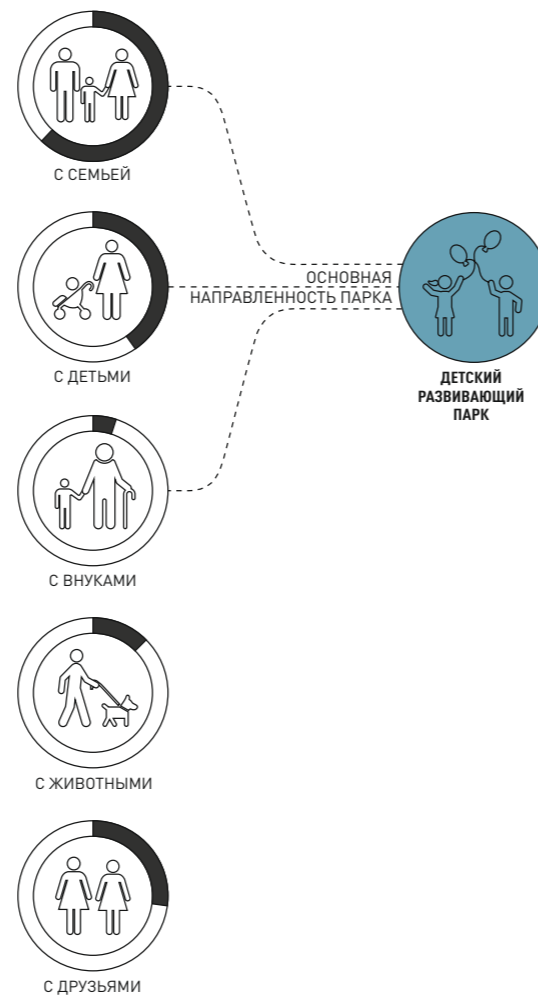 С СЕМЬЕЙ
С ДЕТЬМИ
С ВНУКАМИ
С ЖИВОТНЫМИ
С ДРУЗЬЯМИ
ОСНОВНАЯ
НАПРАВЛЕННОСТЬ ПАРКА
ДЕТСКИЙ
РАЗВИВАЮЩИЙ
ПАРК